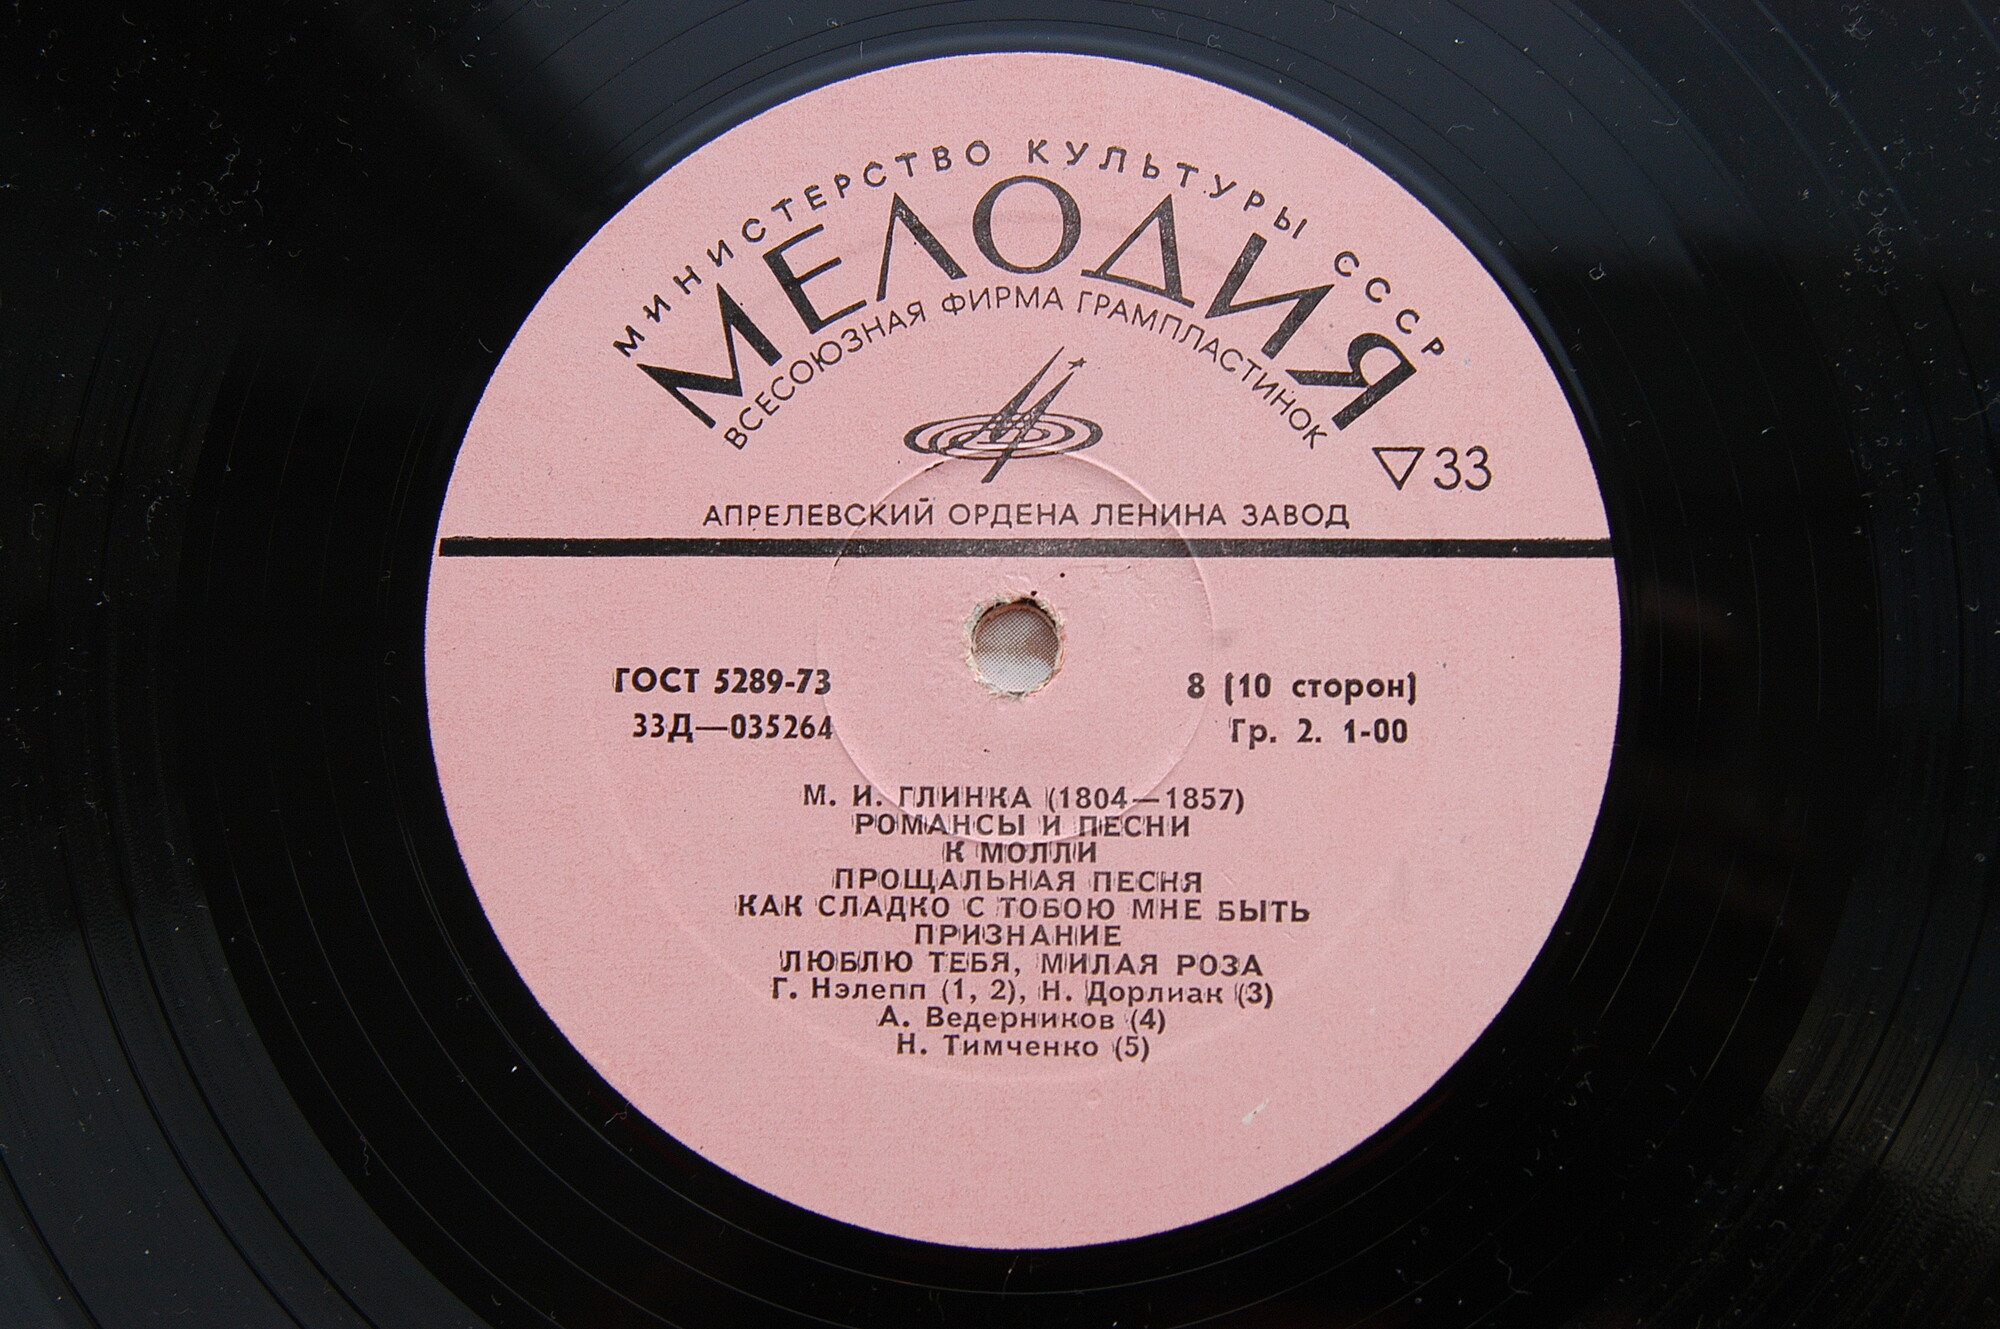 МИНИСТЕРСТВО КУЛЬТУРЫ СССР
МЕЛОДИЯ
ВСЕСОЮЗНАЯ ФИРМА ГРАМПЛАСТИНОК
▽33
АПРЕЛЕВСКИЙ ОРДЕНА ЛЕНИНА ЗАВОД
ГОСТ 5289-73
33Д—035264
8 (10 сторон)
Гр. 2. 1-00
М. И. ГЛИНКА (1804—1857)
РОМАНСЫ И ПЕСНИ
К МОЛЛИ
ПРОЩАЛЬНАЯ ПЕСНЯ
КАК СЛАДКО С ТОБОЮ МНЕ БЫТЬ
ПРИЗНАНИЕ
ЛЮБЛЮ ТЕБЯ, МИЛАЯ РОЗА
Г. Нэлепп (1, 2), Н. Дорлиак (3)
А. Ведерников (4)
Н. Тимченко (5)